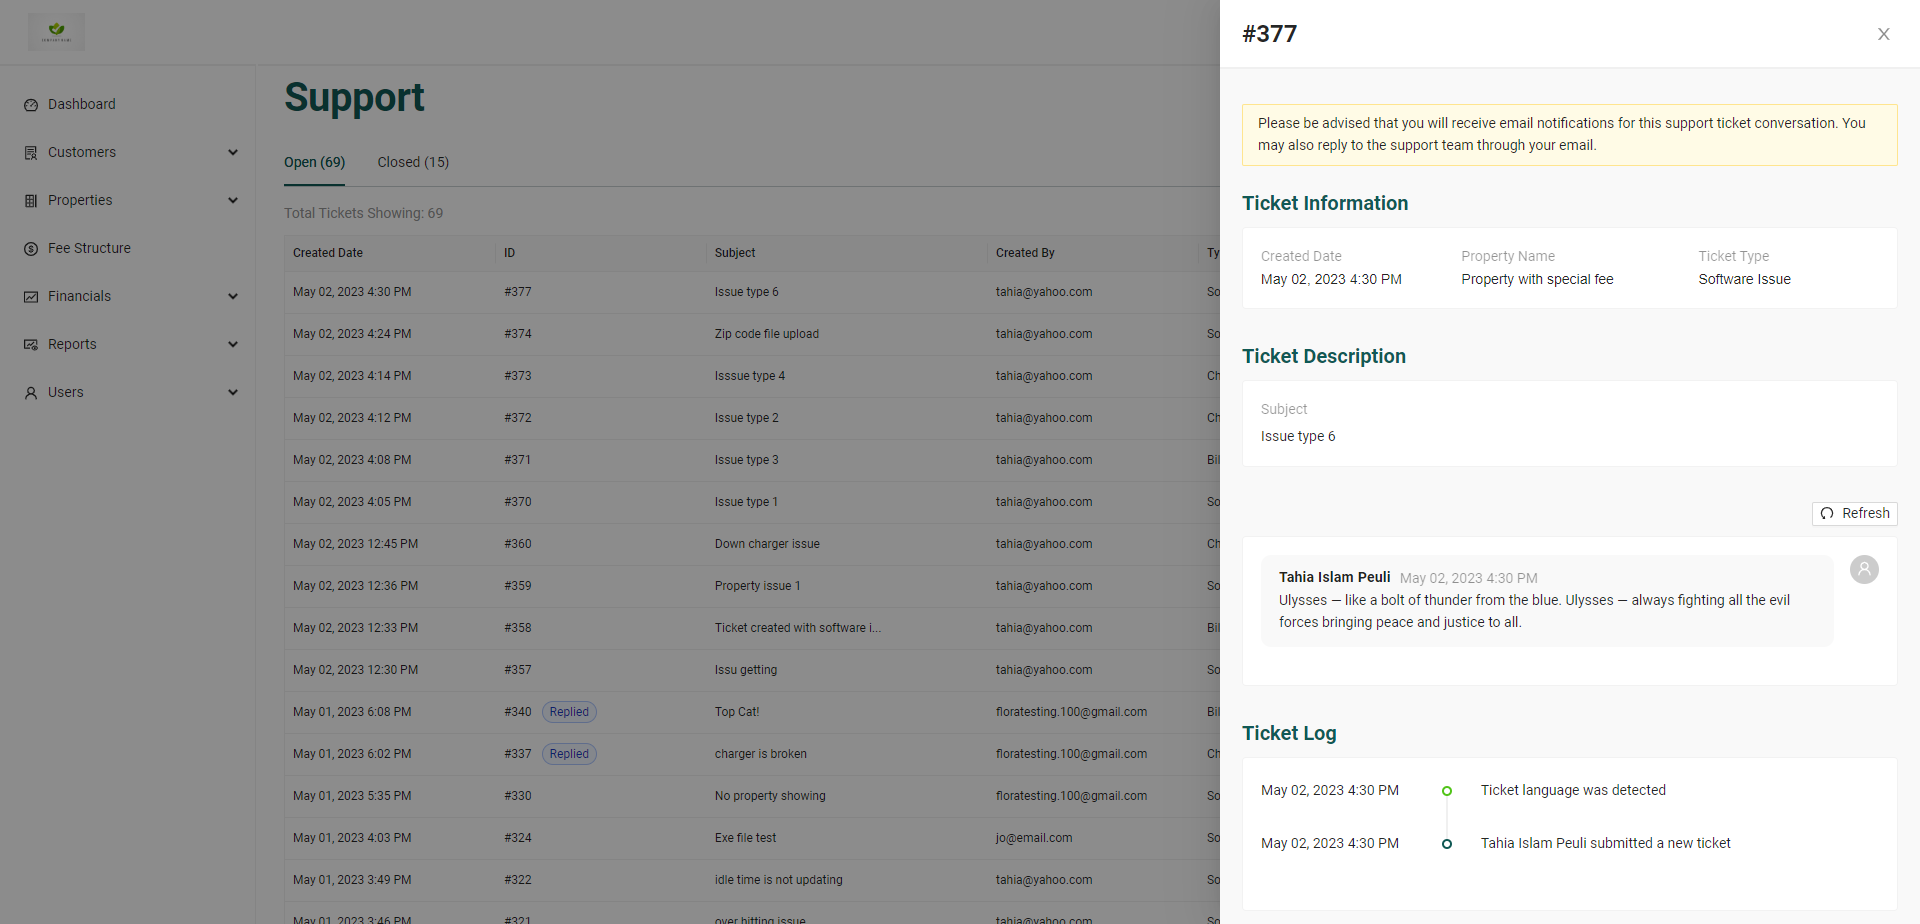 Dashboard
Customers
Properties
Fee Structure
Financials
Reports
Users
Support
Open (69)
Closed (15)
Total Tickets Showing: 69
Created Date ID Subject Created By Ty
May 02, 2023 4:30 PM #377 Issue type 6 tahia@yahoo.com So
May 02, 2023 4:24 PM #374 Zip code file upload tahia@yahoo.com So
May 02, 2023 4:14 PM #373 Isssue type 4 tahia@yahoo.com Ch
May 02, 2023 4:12 PM #372 Issue type 2 tahia@yahoo.com Ch
May 02, 2023 4:08 PM #371 Issue type 3 tahia@yahoo.com Bil
May 02, 2023 4:05 PM #370 Issue type 1 tahia@yahoo.com So
May 02, 2023 12:45 PM #360 Down charger issue tahia@yahoo.com Ch
May 02, 2023 12:36 PM #359 Property issue 1 tahia@yahoo.com So
May 02, 2023 12:33 PM #358 Ticket created with software i... tahia@yahoo.com Bil
May 02, 2023 12:30 PM #357 Issu getting tahia@yahoo.com So
May 01, 2023 6:08 PM #340 Replied Top Cat! floratesting.100@gmail.com Bil
May 01, 2023 6:02 PM #337 Replied charger is broken floratesting.100@gmail.com Ch
May 01, 2023 5:35 PM #330 No property showing floratesting.100@gmail.com So
May 01, 2023 4:03 PM #324 Exe file test jo@email.com So
May 01, 2023 3:49 PM #322 idle time is not updating tahia@yahoo.com So
May 01, 2023 3:46 PM #321 over hitting issue tahia@yahoo.com So
#377
Please be advised that you will receive email notifications for this support ticket conversation. You
may also reply to the support team through your email.
Ticket Information
Created Date Property Name Ticket Type
May 02, 2023 4:30 PM Property with special fee Software Issue
Ticket Description
Subject
Issue type 6
Refresh
Tahia Islam Peuli May 02, 2023 4:30 PM
Ulysses — like a bolt of thunder from the blue. Ulysses — always fighting all the evil
forces bringing peace and justice to all.
Ticket Log
May 02, 2023 4:30 PM Ticket language was detected
May 02, 2023 4:30 PM Tahia Islam Peuli submitted a new ticket